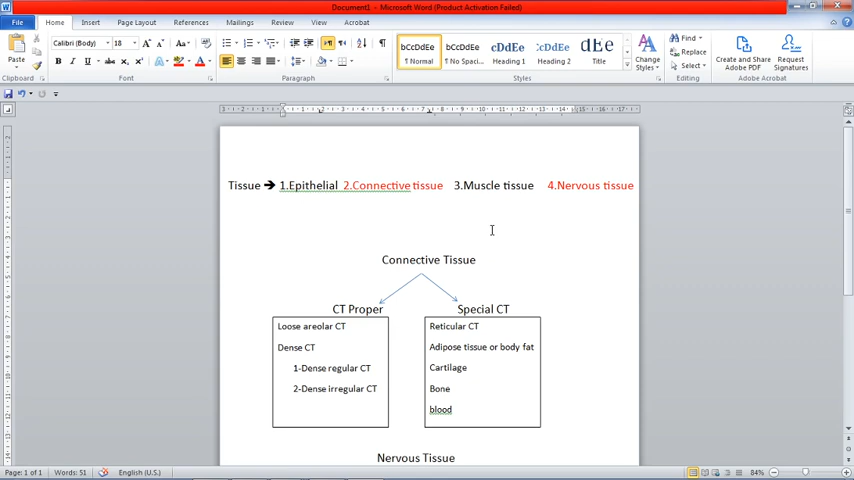 Document1 - Microsoft Word (Product Activation Failed)
File Home Insert Page Layout References Mailings Review View Acrobat
Paste
Calibri (Body) 18
B I U abc x₂ x² A
AaBbCcDdEe
¶ Normal ¶ No Spaci... Heading 1 Heading 2 Title
Change Styles
Find
Replace
Select
Create and Share Adobe PDF
Request Signatures
Clipboard Font Paragraph Styles Editing Adobe Acrobat
Tissue ➔ 1.Epithelial 2.Connective tissue 3.Muscle tissue 4.Nervous tissue
Connective Tissue
CT Proper Special CT
Loose areolar CT
Dense CT
1-Dense regular CT
2-Dense irregular CT
Reticular CT
Adipose tissue or body fat
Cartilage
Bone
blood
Nervous Tissue
Page: 1 of 1 Words: 51 English (U.S.) 84%